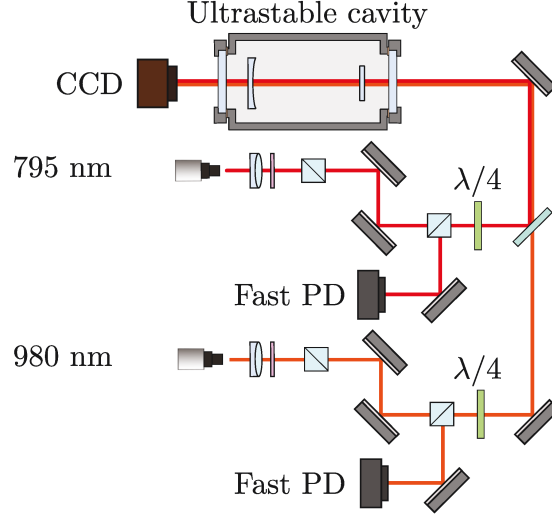 Ultrastable cavity
CCD
795 nm
λ/4
Fast PD
980 nm
λ/4
Fast PD